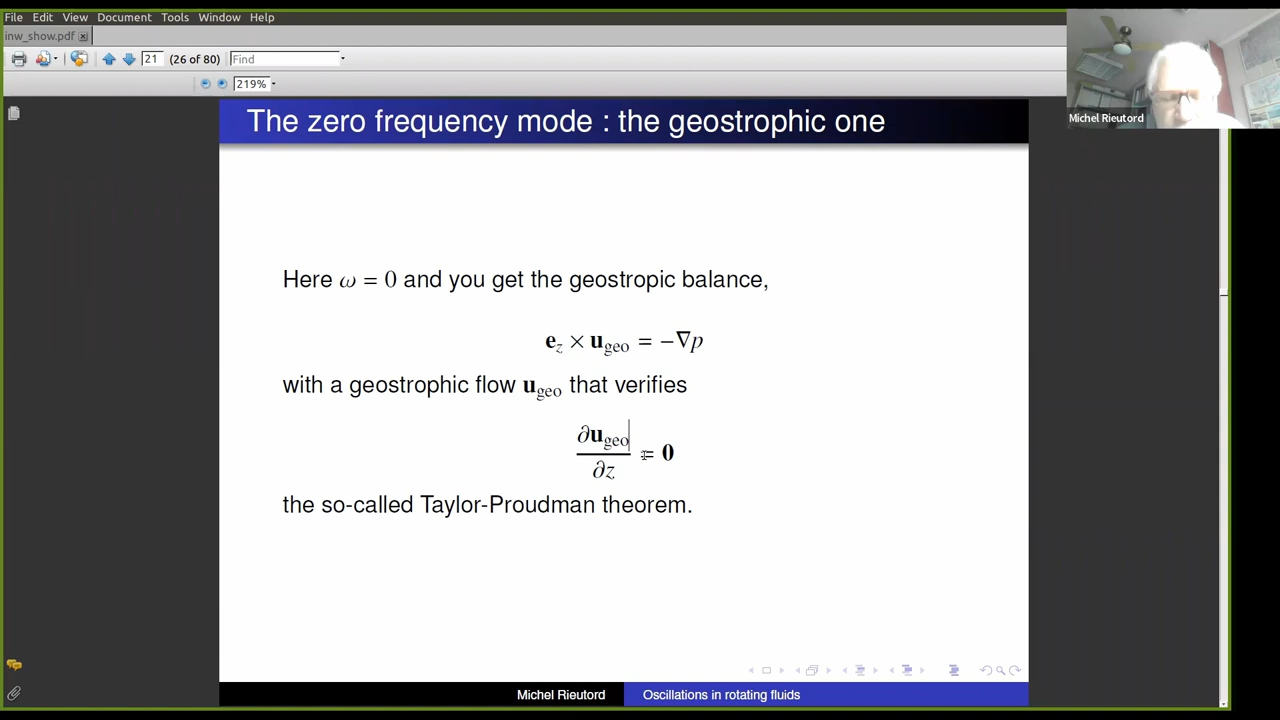 File Edit View Document Tools Window Help
inw_show.pdf
21 (26 of 80) Find
219%
Michel Rieutord
The zero frequency mode : the geostrophic one
Here ω = 0 and you get the geostropic balance,
e_z × u_geo = −∇p
with a geostrophic flow u_geo that verifies
∂u_geo/∂z = 0
the so-called Taylor-Proudman theorem.
Michel Rieutord Oscillations in rotating fluids